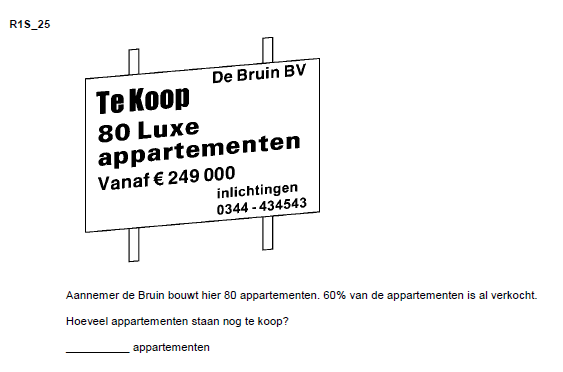 R1S_25
De Bruin BV
Te Koop
80 Luxe
appartementen
Vanaf € 249 000
inlichtingen
0344 - 434543
Aannemer de Bruin bouwt hier 80 appartementen. 60% van de appartementen is al verkocht.
Hoeveel appartementen staan nog te koop?
__________ appartementen